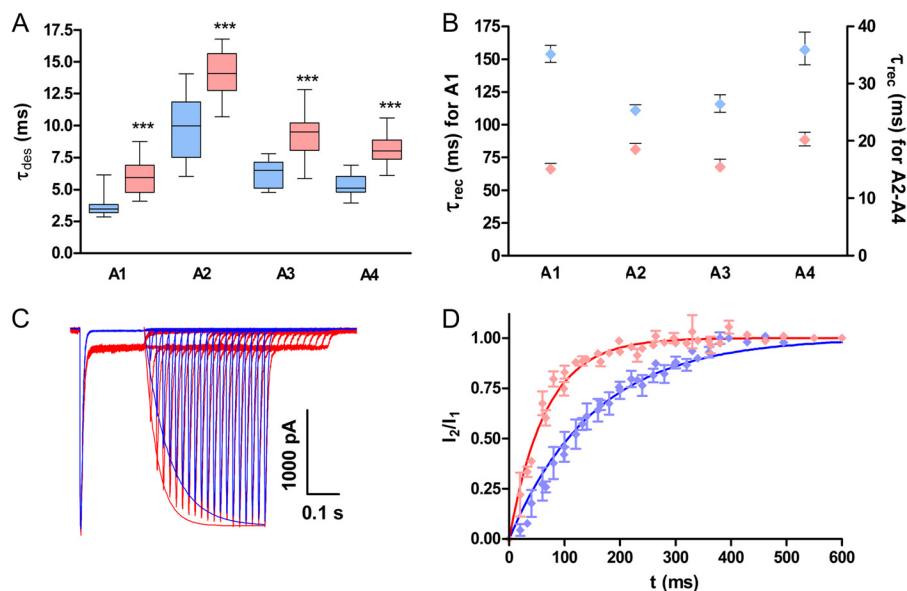 A
τdes (ms)
17.5
15.0
12.5
10.0
7.5
5.0
2.5
0.0
***
***
***
***
A1 A2 A3 A4
B
τrec (ms) for A1
175
150
125
100
75
50
25
0
40
30
20
10
0
τrec (ms) for A2-A4
A1 A2 A3 A4
C
1000 pA
0.1 s
D
I2/I1
1.00
0.75
0.50
0.25
0.00
0 100 200 300 400 500 600
t (ms)